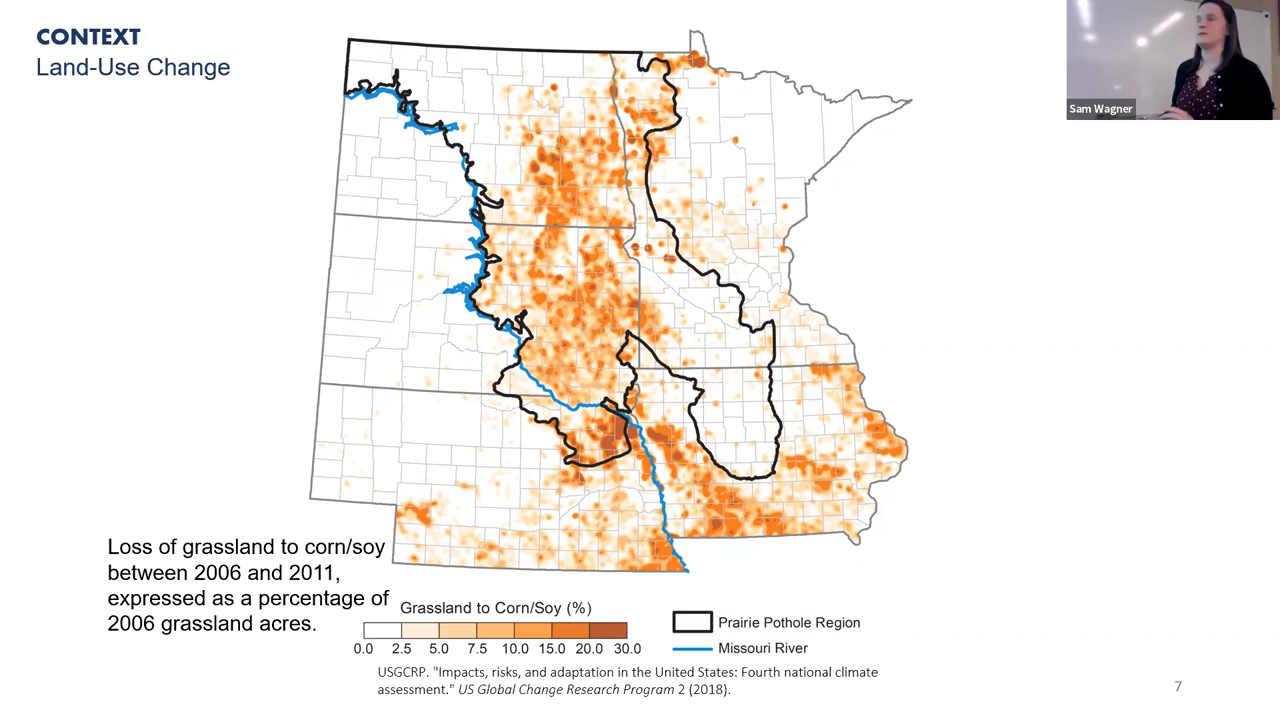 CONTEXT
Land-Use Change
Sam Wagner
Loss of grassland to corn/soy
between 2006 and 2011,
expressed as a percentage of
2006 grassland acres.
Grassland to Corn/Soy (%)
0.0 2.5 5.0 7.5 10.0 15.0 20.0 30.0
Prairie Pothole Region
Missouri River
USGCRP. "Impacts, risks, and adaptation in the United States: Fourth national climate
assessment." US Global Change Research Program 2 (2018).
7